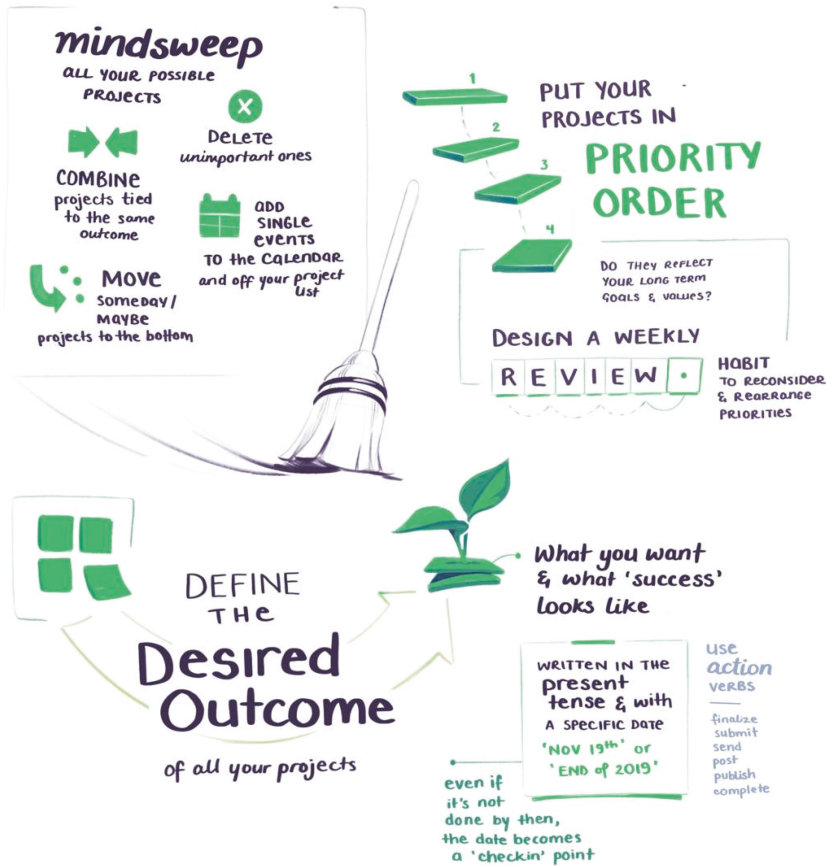 mindsweep
ALL YOUR POSSIBLE
PROJECTS
DELETE
unimportant ones
COMBINE
projects tied
to the same
outcome
add
SINGLE
events
TO the CALENDAR
and off your project
list
MOVE
SOMEDAY/
MAYBE
projects to the bottom
1
2
3
4
PUT YOUR
PROJECTS IN
PRIORITY
ORDER
DO THEY REFLECT
YOUR LONG TERM
GOALS & VALUES?
DESIGN A WEEKLY
REVIEW
HABIT
TO RECONSIDER
& REARRANGE
PRIORITIES
DEFINE
THE
Desired
Outcome
of all your projects
What you want
& what 'success'
looks like
WRITTEN IN THE
present
tense & with
A SPECIFIC DATE
'NOV 19th' or
'END of 2019'
use
action
verbs
finalize
submit
send
post
publish
complete
even if
it's not
done by then,
the date becomes
a 'checkin' point